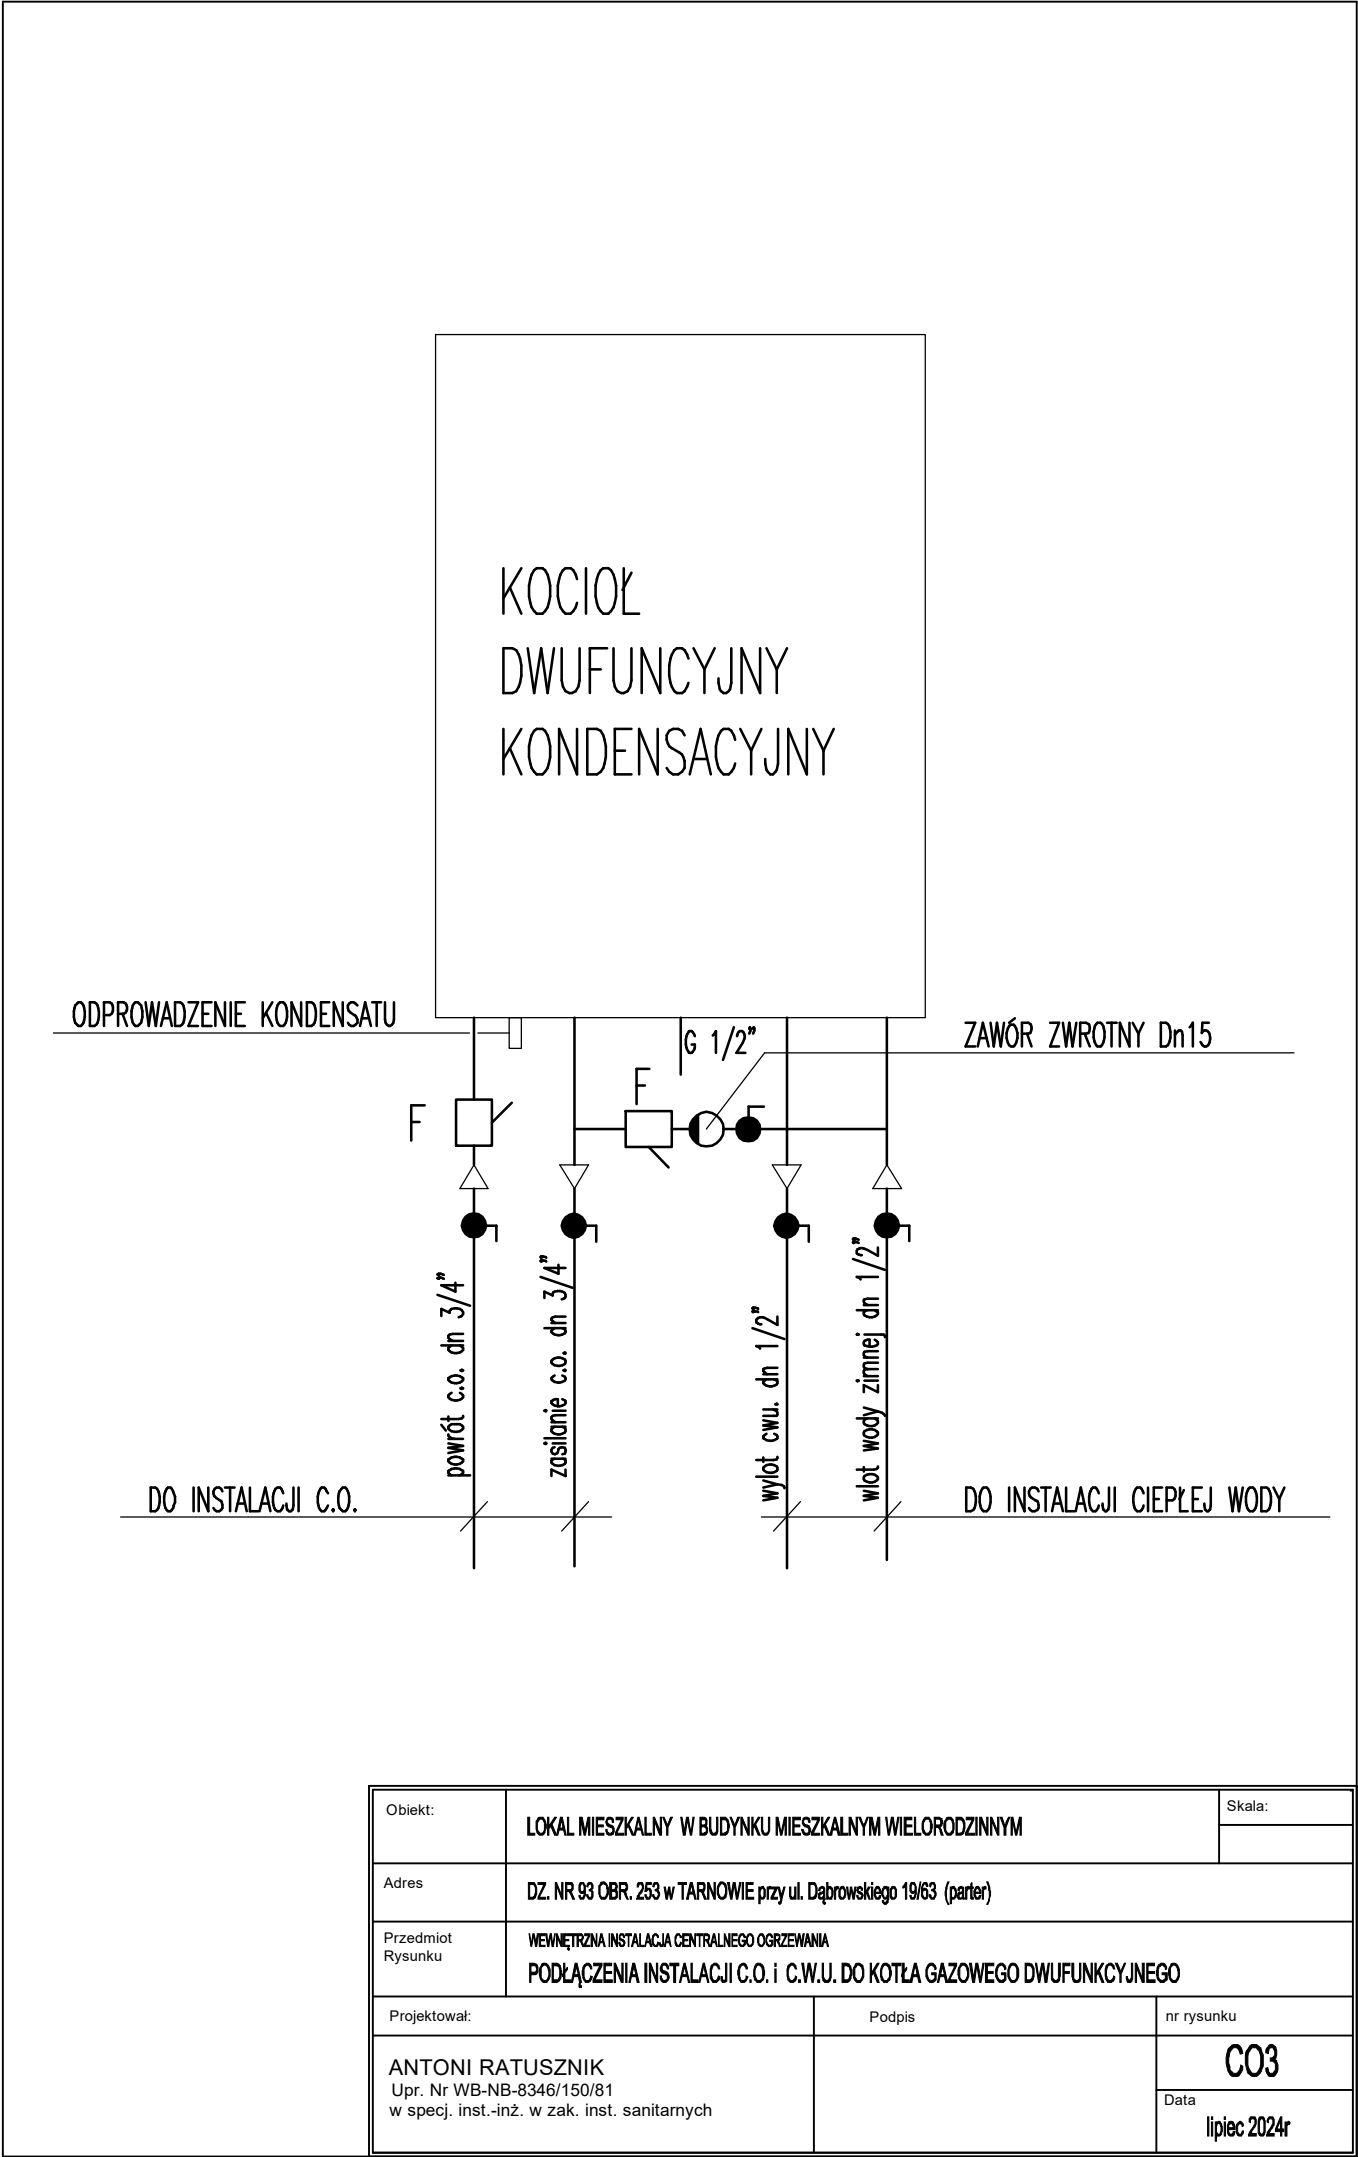 KOCIOŁ
DWUFUNCYJNY
KONDENSACYJNY
ODPROWADZENIE KONDENSATU
G 1/2"
ZAWÓR ZWROTNY Dn15
F
F
powrót c.o. dn 3/4"
zasilanie c.o. dn 3/4"
wylot cwu. dn 1/2"
wlot wody zimnej dn 1/2"
DO INSTALACJI C.O.
DO INSTALACJI CIEPŁEJ WODY
Obiekt:
LOKAL MIESZKALNY W BUDYNKU MIESZKALNYM WIELORODZINNYM
Skala:
Adres
DZ. NR 93 OBR. 253 w TARNOWIE przy ul. Dąbrowskiego 19/63 (parter)
Przedmiot
Rysunku
WEWNĘTRZNA INSTALACJA CENTRALNEGO OGRZEWANIA
PODŁĄCZENIA INSTALACJI C.O. i C.W.U. DO KOTŁA GAZOWEGO DWUFUNKCYJNEGO
Projektował:
Podpis
nr rysunku
ANTONI RATUSZNIK
Upr. Nr WB-NB-8346/150/81
w specj. inst.-inż. w zak. inst. sanitarnych
CO3
Data
lipiec 2024r